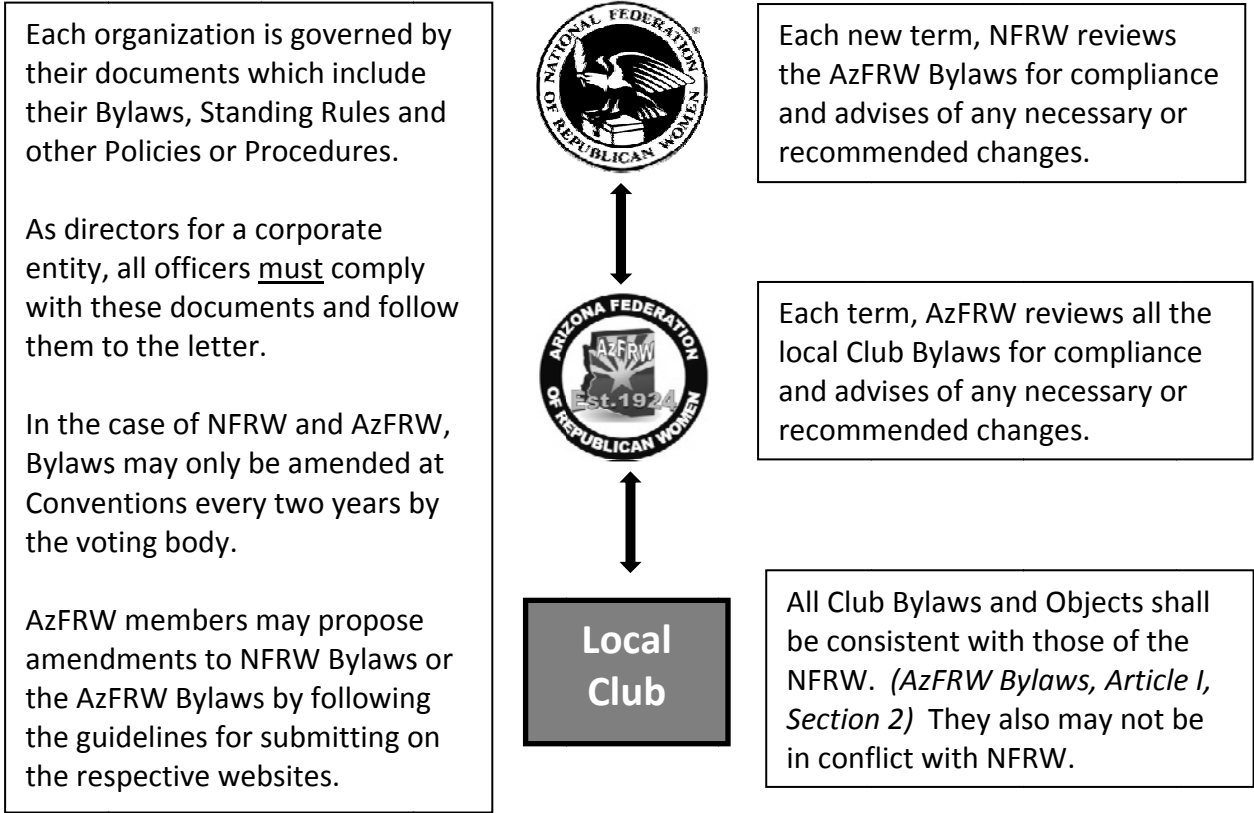 Each organization is governed by
their documents which include
their Bylaws, Standing Rules and
other Policies or Procedures.
As directors for a corporate
entity, all officers must comply
with these documents and follow
them to the letter.
In the case of NFRW and AzFRW,
Bylaws may only be amended at
Conventions every two years by
the voting body.
AzFRW members may propose
amendments to NFRW Bylaws or
the AzFRW Bylaws by following
the guidelines for submitting on
the respective websites.
NATIONAL FEDERATION
OF REPUBLICAN WOMEN
®
Each new term, NFRW reviews
the AzFRW Bylaws for compliance
and advises of any necessary or
recommended changes.
ARIZONA FEDERATION
AzFRW
Est.1924
OF REPUBLICAN WOMEN
Each term, AzFRW reviews all the
local Club Bylaws for compliance
and advises of any necessary or
recommended changes.
Local
Club
All Club Bylaws and Objects shall
be consistent with those of the
NFRW. (AzFRW Bylaws, Article I,
Section 2) They also may not be
in conflict with NFRW.